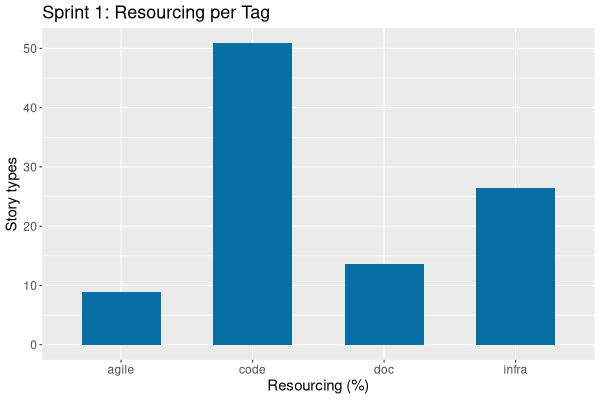 Sprint 1: Resourcing per Tag
Story types
50
40
30
20
10
0
agile code doc infra
Resourcing (%)